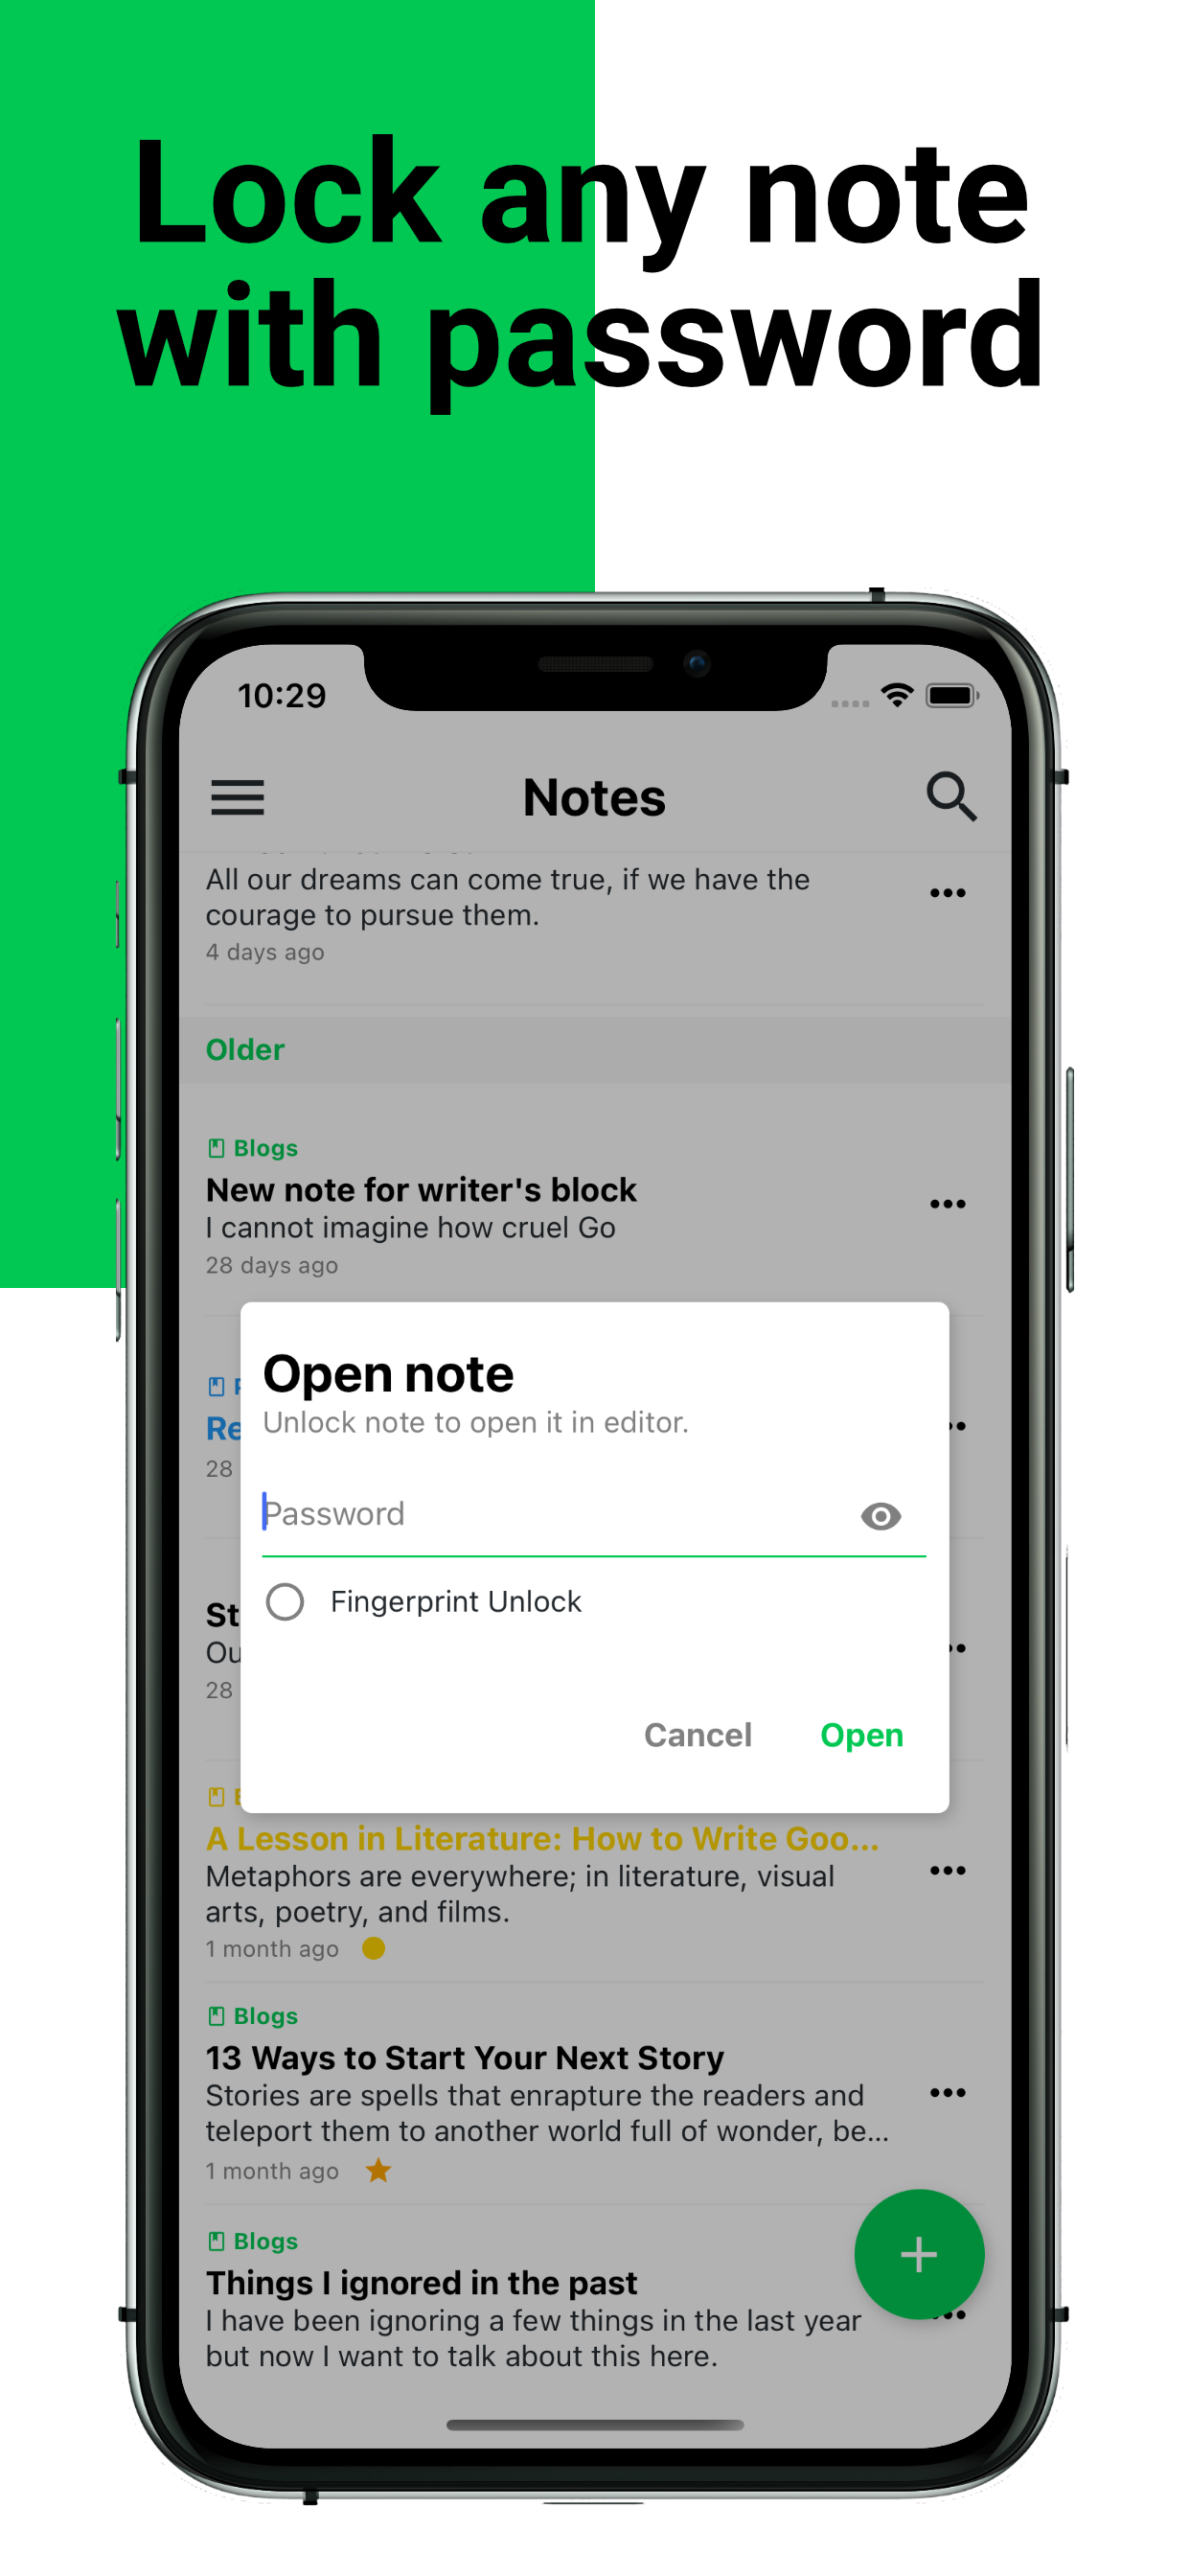 Lock any note
with password
10:29
Notes
All our dreams can come true, if we have the
courage to pursue them.
4 days ago
Older
Blogs
New note for writer's block
I cannot imagine how cruel Go
28 days ago
Open note
Unlock note to open it in editor.
Re
28
Password
Fingerprint Unlock
St
Ou
28
Cancel
Open
A Lesson in Literature: How to Write Goo...
Metaphors are everywhere; in literature, visual
arts, poetry, and films.
1 month ago
Blogs
13 Ways to Start Your Next Story
Stories are spells that enrapture the readers and
teleport them to another world full of wonder, be...
1 month ago
Blogs
Things I ignored in the past
I have been ignoring a few things in the last year
but now I want to talk about this here.